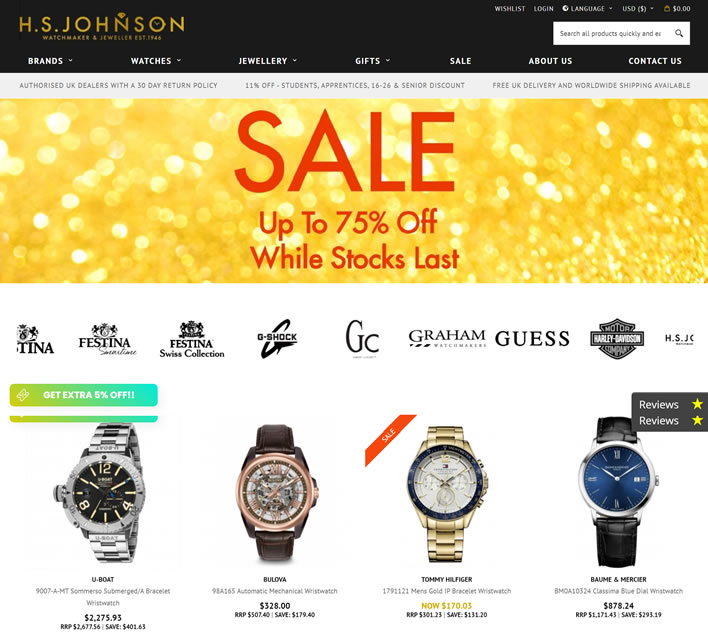 WISHLIST LOGIN LANGUAGE USD ($) $0.00
H.S.JOHNSON
WATCHMAKER & JEWELLER EST.1946
Search all products quickly and e
BRANDS WATCHES JEWELLERY GIFTS SALE ABOUT US CONTACT US
AUTHORISED UK DEALERS WITH A 30 DAY RETURN POLICY 11% OFF - STUDENTS, APPRENTICES, 16-26 & SENIOR DISCOUNT FREE UK DELIVERY AND WORLDWIDE SHIPPING AVAILABLE
SALE
Up To 75% Off
While Stocks Last
TINA
FESTINA
Smartime
FESTINA
Swiss Collection
G-SHOCK
Gc
GRAHAM
WATCHMAKERS
GUESS
MOTOR
HARLEY-DAVIDSON
COMPANY
H.S.JO
GET EXTRA 5% OFF!!
Reviews
Reviews
SALE
U-BOAT
9007-A-MT Sommerso Submerged/A Bracelet
Wristwatch
$2,275.93
RRP $2,677.56 | SAVE: $401.63
BULOVA
98A165 Automatic Mechanical Wristwatch
$328.00
RRP $507.40 | SAVE: $179.40
TOMMY HILFIGER
1791121 Mens Gold IP Bracelet Wristwatch
NOW $170.03
RRP $301.23 | SAVE: $131.20
BAUME & MERCIER
BM0A10324 Classima Blue Dial Wristwatch
$878.24
RRP $1,171.43 | SAVE: $293.19